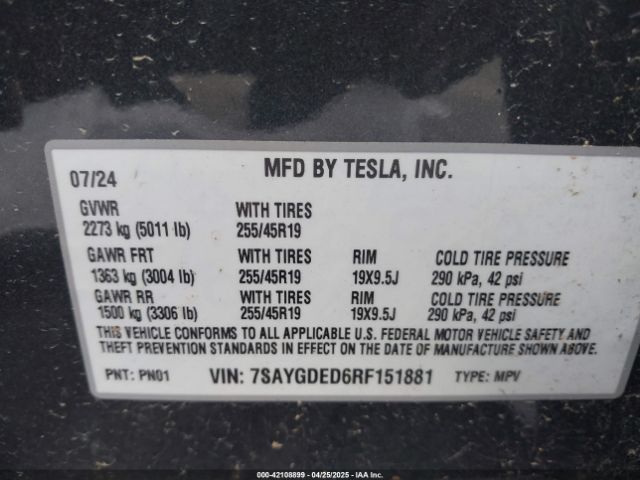 07/24 MFD BY TESLA, INC.
GVWR WITH TIRES
2273 kg (5011 lb) 255/45R19
GAWR FRT WITH TIRES RIM COLD TIRE PRESSURE
1363 kg (3004 lb) 255/45R19 19X9.5J 290 kPa, 42 psi
GAWR RR WITH TIRES RIM COLD TIRE PRESSURE
1500 kg (3306 lb) 255/45R19 19X9.5J 290 kPa, 42 psi
THIS VEHICLE CONFORMS TO ALL APPLICABLE U.S. FEDERAL MOTOR VEHICLE SAFETY AND
THEFT PREVENTION STANDARDS IN EFFECT ON THE DATE OF MANUFACTURE SHOWN ABOVE.
PNT: PN01 VIN: 7SAYGDED6RF151881 TYPE: MPV
000-42108899 - 04/25/2025 - IAA Inc.